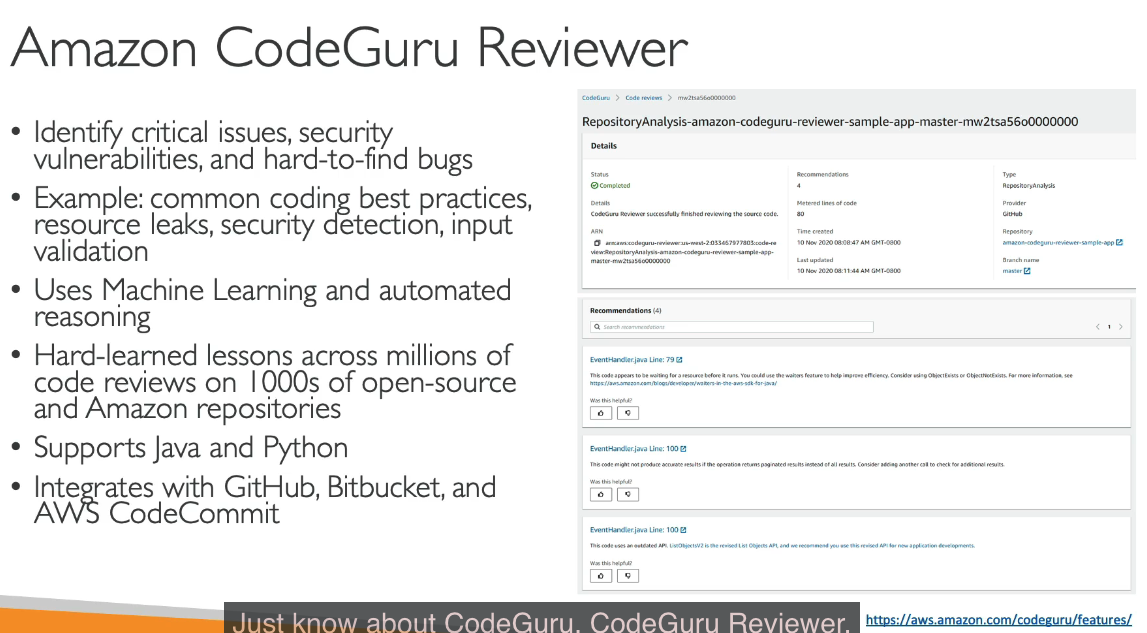 Amazon CodeGuru Reviewer
• Identify critical issues, security
vulnerabilities, and hard-to-find bugs
• Example: common coding best practices,
resource leaks, security detection, input
validation
• Uses Machine Learning and automated
reasoning
• Hard-learned lessons across millions of
code reviews on 1000s of open-source
and Amazon repositories
• Supports Java and Python
• Integrates with GitHub, Bitbucket, and
AWS CodeCommit
CodeGuru > Code reviews > mw2tsa56o0000000
RepositoryAnalysis-amazon-codeguru-reviewer-sample-app-master-mw2tsa56o0000000
Details
Status
Completed
Details
CodeGuru Reviewer successfully finished reviewing the source code.
ARN
arn:aws:codeguru-reviewer:us-west-2:033457977803:code-re
view:RepositoryAnalysis-amazon-codeguru-reviewer-sample-app-
master-mw2tsa56o0000000
Recommendations
4
Metered lines of code
80
Time created
10 Nov 2020 08:08:47 AM GMT-0800
Last updated
10 Nov 2020 08:11:44 AM GMT-0800
Type
RepositoryAnalysis
Provider
GitHub
Repository
amazon-codeguru-reviewer-sample-app
Branch name
master
Recommendations (4)
Search recommendations
< 1 >
EventHandler.java Line: 79
This code appears to be waiting for a resource before it runs. You could use the waiters feature to help improve efficiency. Consider using ObjectExists or ObjectNotExists. For more information, see
https://aws.amazon.com/blogs/developer/waiters-in-the-aws-sdk-for-java/
Was this helpful?
EventHandler.java Line: 100
This code might not produce accurate results if the operation returns paginated results instead of all results. Consider adding another call to check for additional results.
Was this helpful?
EventHandler.java Line: 100
This code uses an outdated API. ListObjectsV2 is the revised List Objects API, and we recommend you use this revised API for new application developments.
Was this helpful?
Just know about CodeGuru, CodeGuru Reviewer,
https://aws.amazon.com/codeguru/features/